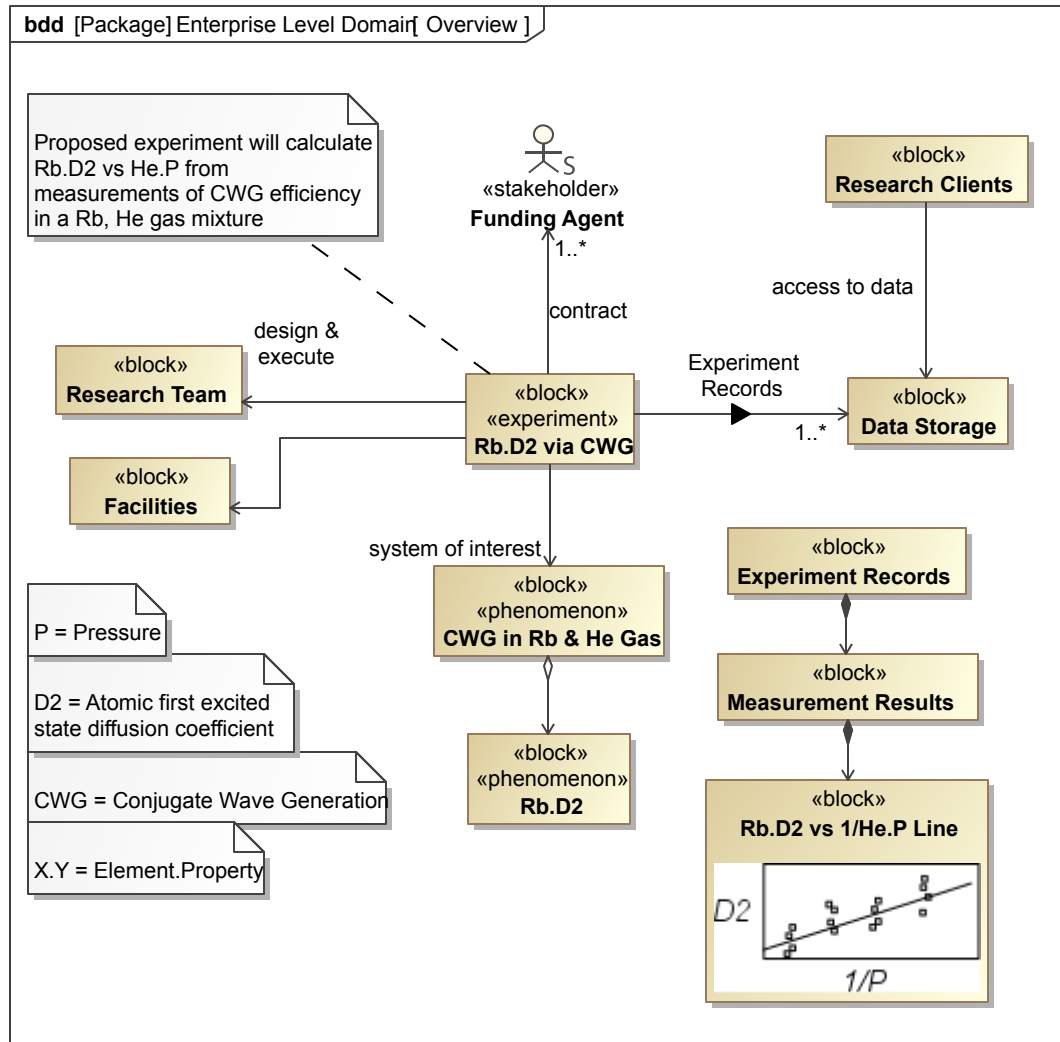 bdd [Package] Enterprise Level Domain[ Overview ]
Proposed experiment will calculate
Rb.D2 vs He.P from
measurements of CWG efficiency
in a Rb, He gas mixture
S
«stakeholder»
Funding Agent
1..*
contract
«block»
Research Clients
access to data
design &
execute
«block»
Research Team
«block»
«experiment»
Rb.D2 via CWG
Experiment
Records
1..*
«block»
Data Storage
«block»
Facilities
system of interest
«block»
«phenomenon»
CWG in Rb & He Gas
«block»
Experiment Records
P = Pressure
D2 = Atomic first excited
state diffusion coefficient
«block»
Measurement Results
«block»
«phenomenon»
Rb.D2
CWG = Conjugate Wave Generation
X.Y = Element.Property
«block»
Rb.D2 vs 1/He.P Line
D2
1/P